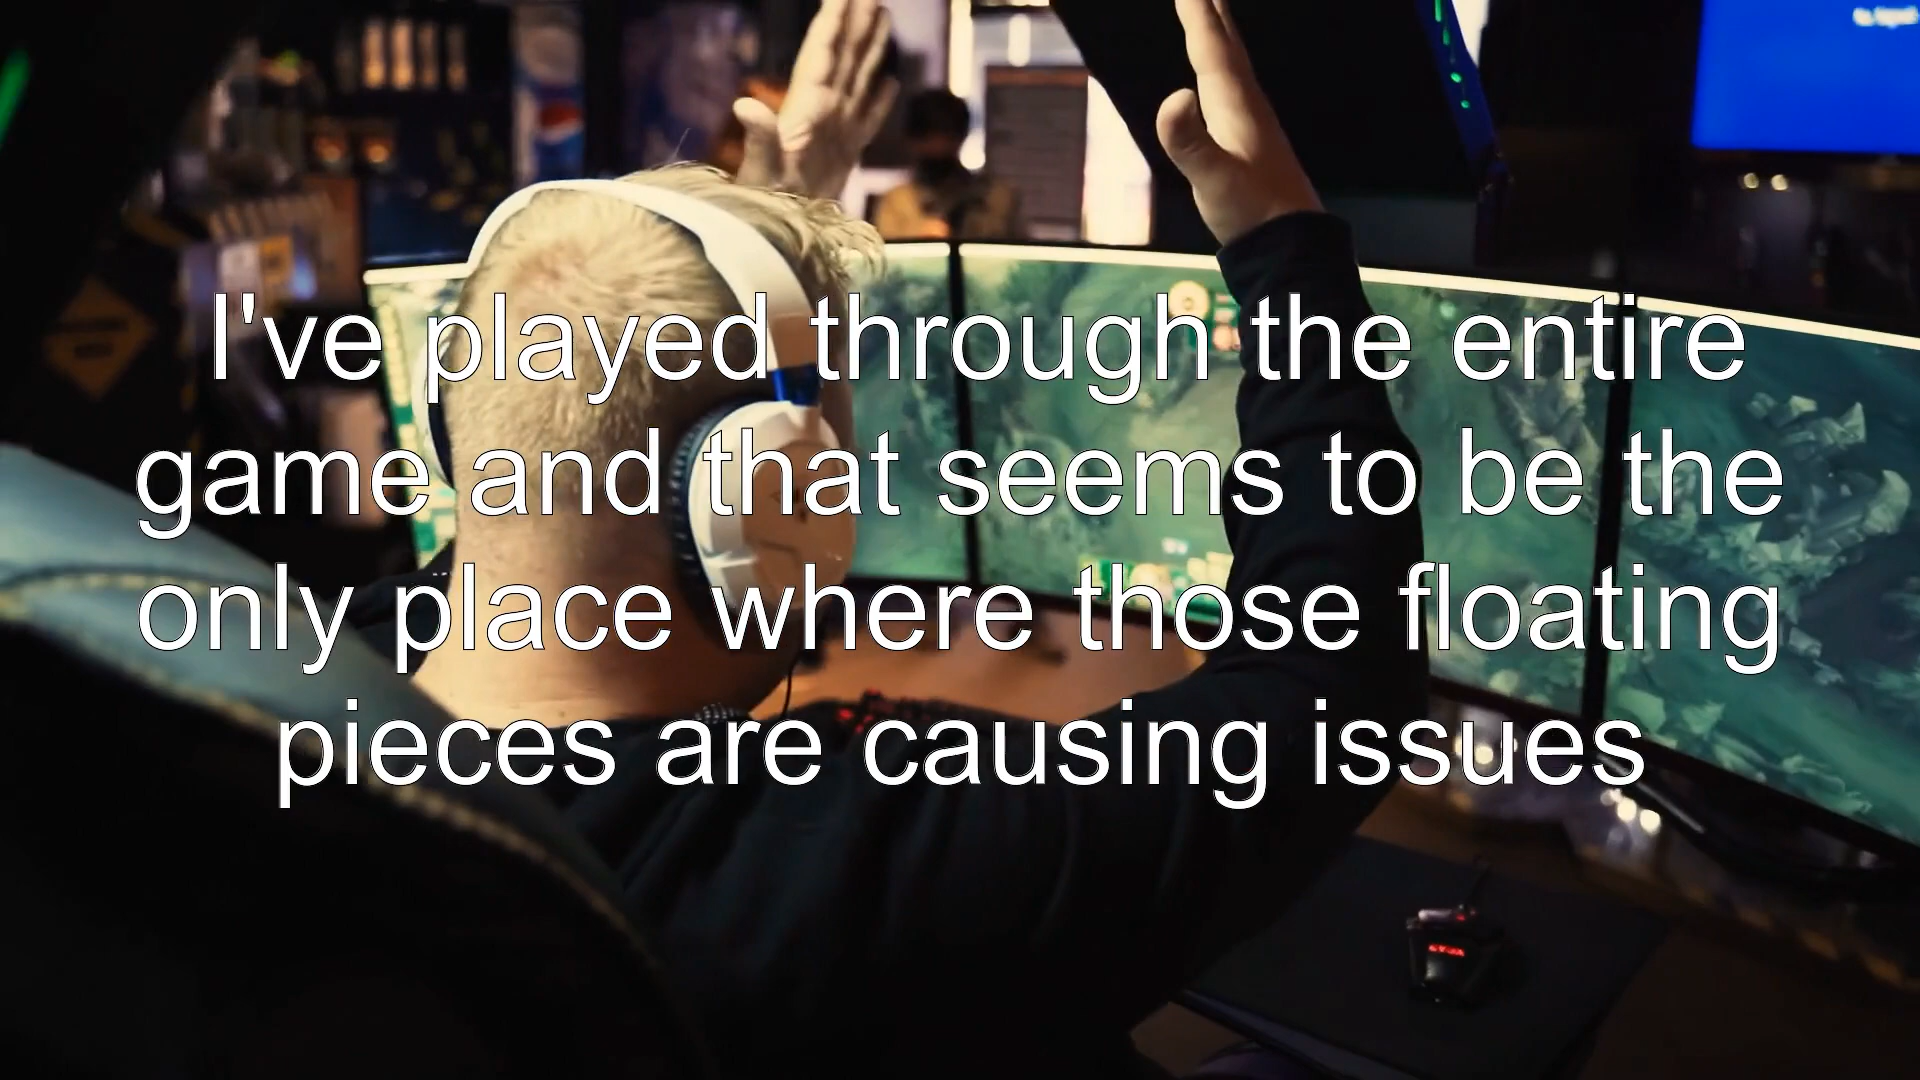 I've played through the entire
game and that seems to be the
only place where those floating
pieces are causing issues